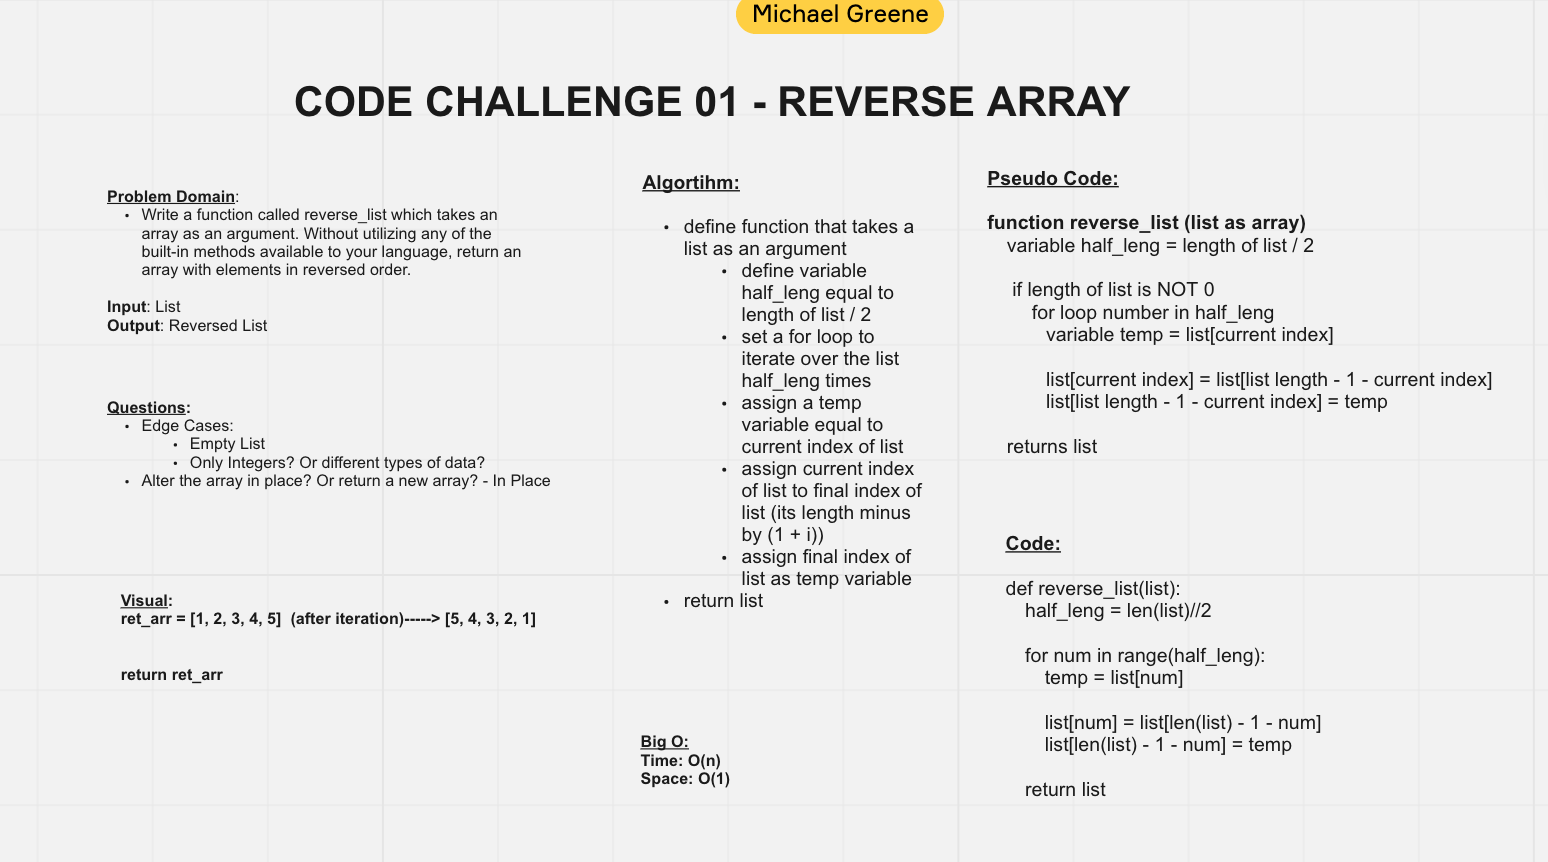 Michael Greene
CODE CHALLENGE 01 - REVERSE ARRAY
Problem Domain:
• Write a function called reverse_list which takes an
array as an argument. Without utilizing any of the
built-in methods available to your language, return an
array with elements in reversed order.
Input: List
Output: Reversed List
Questions:
• Edge Cases:
• Empty List
• Only Integers? Or different types of data?
• Alter the array in place? Or return a new array? - In Place
Visual:
ret_arr = [1, 2, 3, 4, 5]  (after iteration)-----> [5, 4, 3, 2, 1]
return ret_arr
Algortihm:
• define function that takes a
list as an argument
• define variable
half_leng equal to
length of list / 2
• set a for loop to
iterate over the list
half_leng times
• assign a temp
variable equal to
current index of list
• assign current index
of list to final index of
list (its length minus
by (1 + i))
• assign final index of
list as temp variable
• return list
Big O:
Time: O(n)
Space: O(1)
Pseudo Code:
function reverse_list (list as array)
variable half_leng = length of list / 2
if length of list is NOT 0
for loop number in half_leng
variable temp = list[current index]
list[current index] = list[list length - 1 - current index]
list[list length - 1 - current index] = temp
returns list
Code:
def reverse_list(list):
half_leng = len(list)//2
for num in range(half_leng):
temp = list[num]
list[num] = list[len(list) - 1 - num]
list[len(list) - 1 - num] = temp
return list